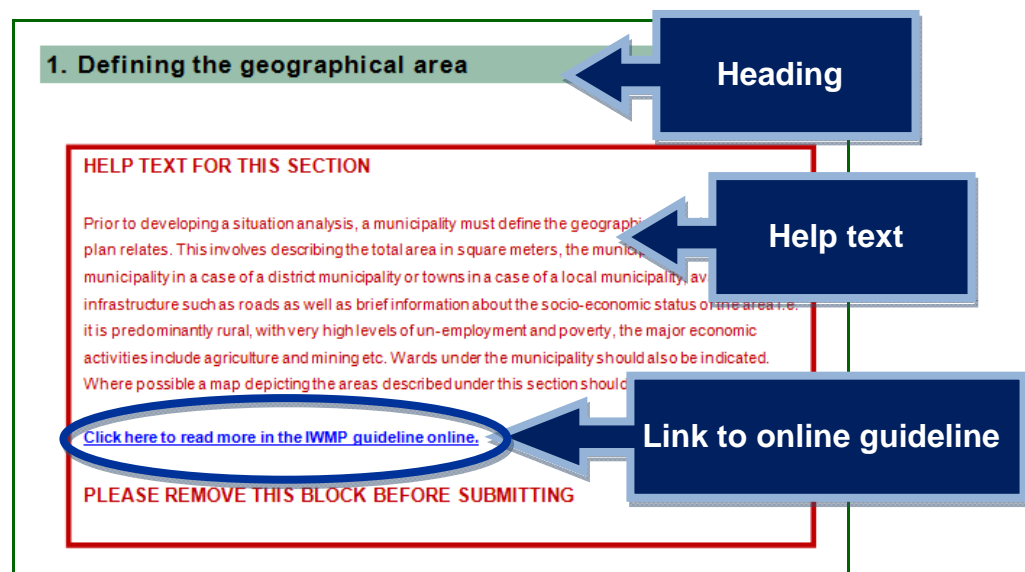 1. Defining the geographical area
Heading
HELP TEXT FOR THIS SECTION
Prior to developing a situation analysis, a municipality must define the
plan relates. This involves describing the total area in square meters, the
municipality in a case of a district municipality or towns in a case of a local municipality,
infrastructure such as roads as well as brief information about the socio-economic status of the area i.e.
it is predominantly rural, with very high levels of un-employment and poverty, the major economic
activities include agriculture and mining etc. Wards under the municipality should also be indicated.
Where possible a map depicting the areas described under this section should
Help text
Click here to read more in the IWMP guideline online.
Link to online guideline
PLEASE REMOVE THIS BLOCK BEFORE SUBMITTING